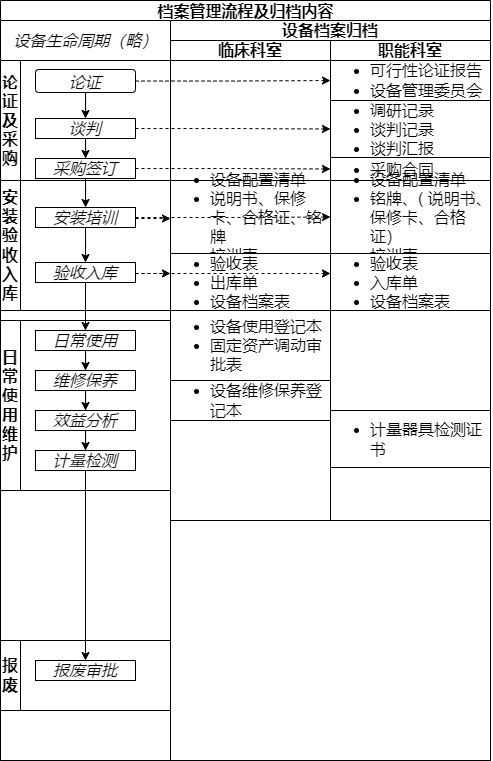 档案管理流程及归档内容
设备生命周期（略）
设备档案归档
临床科室
职能科室
论证及采购
论证
可行性论证报告
设备管理委员会
谈判
调研记录
谈判记录
谈判汇报
采购签订
采购合同
安装验收入库
安装培训
设备配置清单
说明书、保修
卡、合格证、铭
牌
培训表
设备配置清单
铭牌、（说明书、
保修卡、合格
证）
培训表
验收入库
验收表
出库单
设备档案表
验收表
入库单
设备档案表
日常使用维护
日常使用
设备使用登记本
固定资产调动审
批表
维修保养
设备维修保养登
记本
效益分析
计量检测
计量器具检测证
书
报废
报废审批